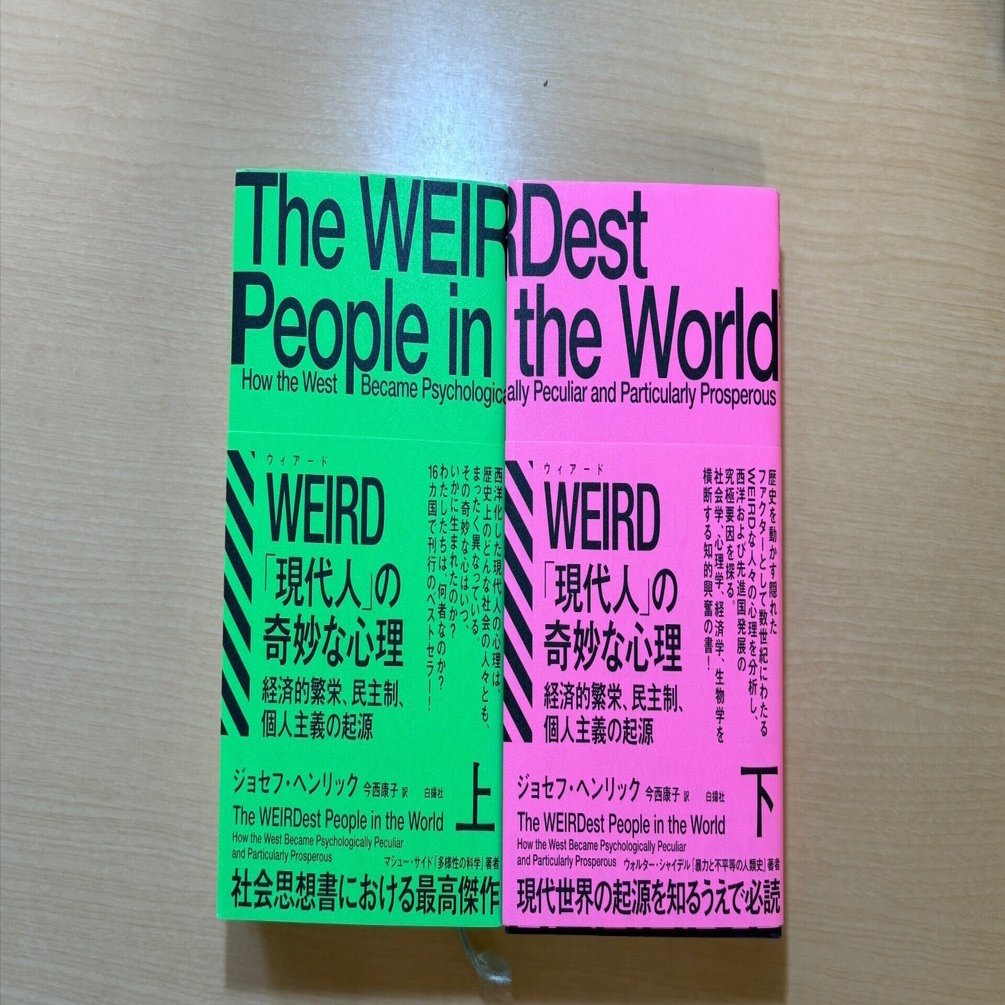 The WEIRDest
People in the World
How the West Became Psychologically Peculiar and Particularly Prosperous
ウィアード
WEIRD
「現代人」の
奇妙な心理
経済的繁栄、民主制、
個人主義の起源
西洋化した現代人の心理は、
歴史上のどんな社会の人々とも、
まったく異なっている
その奇妙な心はいつ、
いかに生まれたのか?
わたしたちは、何者なのか?
16カ国で刊行のベストセラー!
ジョセフ・ヘンリック 今西康子 訳 白揚社
上
The WEIRDest People in the World
How the West Became Psychologically Peculiar
and Particularly Prosperous
マシュー・サイド『多様性の科学』著者
社会思想書における最高傑作
ウィアード
WEIRD
「現代人」の
奇妙な心理
経済的繁栄、民主制、
個人主義の起源
歴史を動かす隠れた
ファクターとして数世紀にわたる
WEIRDな人々の心理を分析し、
西洋および先進国発展の
究極要因を探る。
社会学、心理学、経済学、生物学を
横断する知的興奮の書!
ジョセフ・ヘンリック 今西康子 訳 白揚社
下
The WEIRDest People in the World
How the West Became Psychologically Peculiar
and Particularly Prosperous
ウォルター・シャイデル『暴力と不平等の人類史』著者
現代世界の起源を知るうえで必読